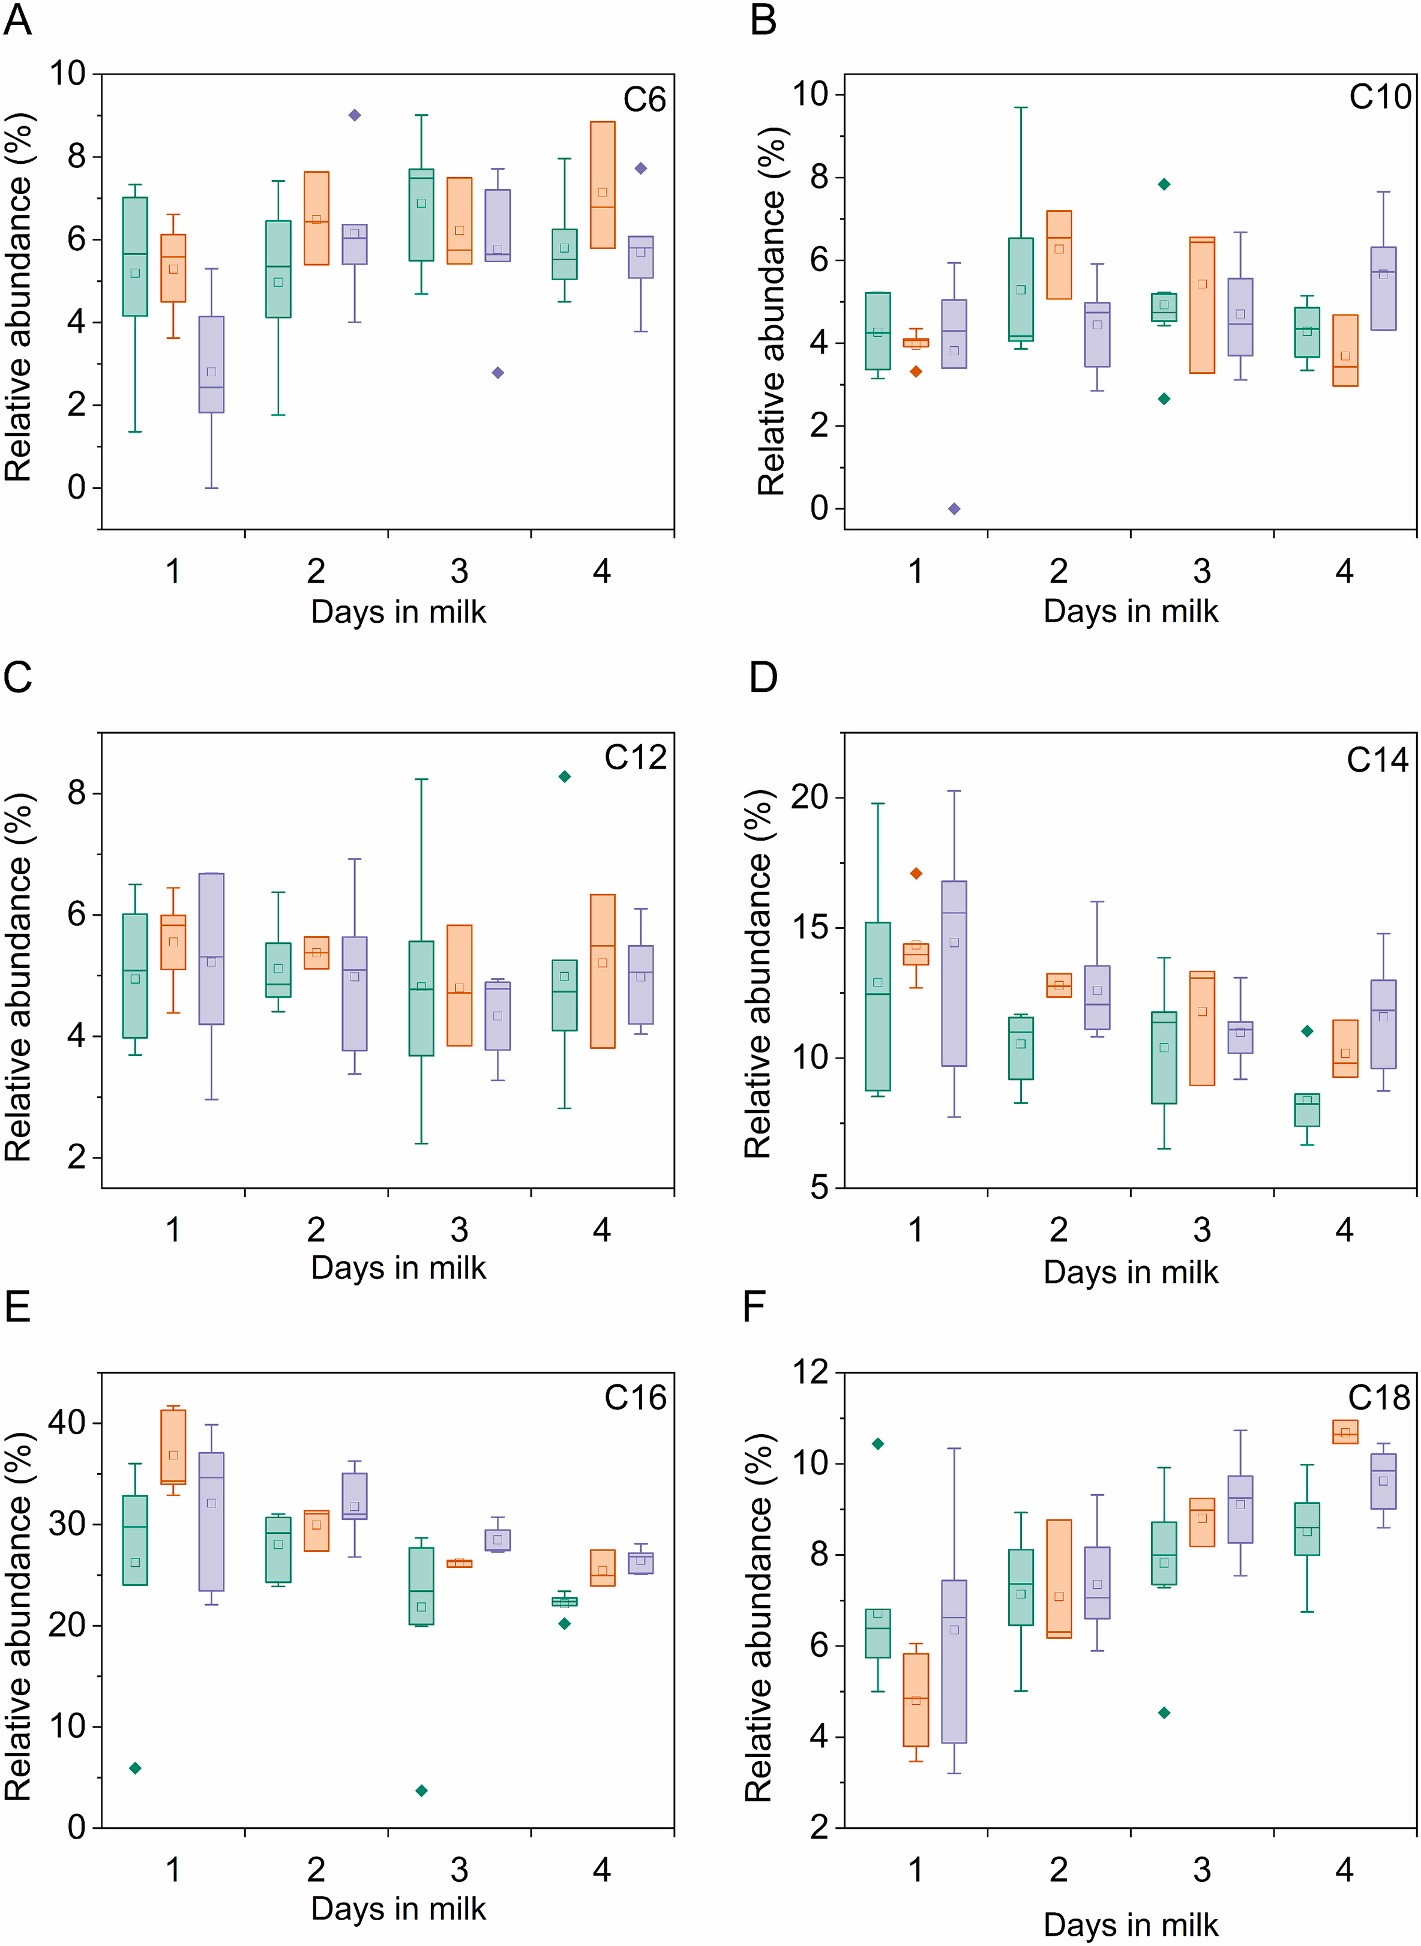 A
B
10
8
6
4
2
0
Relative abundance (%)
C6
1 2 3 4
Days in milk
10
8
6
4
2
0
Relative abundance (%)
C10
1 2 3 4
Days in milk
C
D
8
6
4
2
Relative abundance (%)
C12
1 2 3 4
Days in milk
20
15
10
5
Relative abundance (%)
C14
1 2 3 4
Days in milk
E
F
40
30
20
10
0
Relative abundance (%)
C16
1 2 3 4
Days in milk
12
10
8
6
4
2
Relative abundance (%)
C18
1 2 3 4
Days in milk